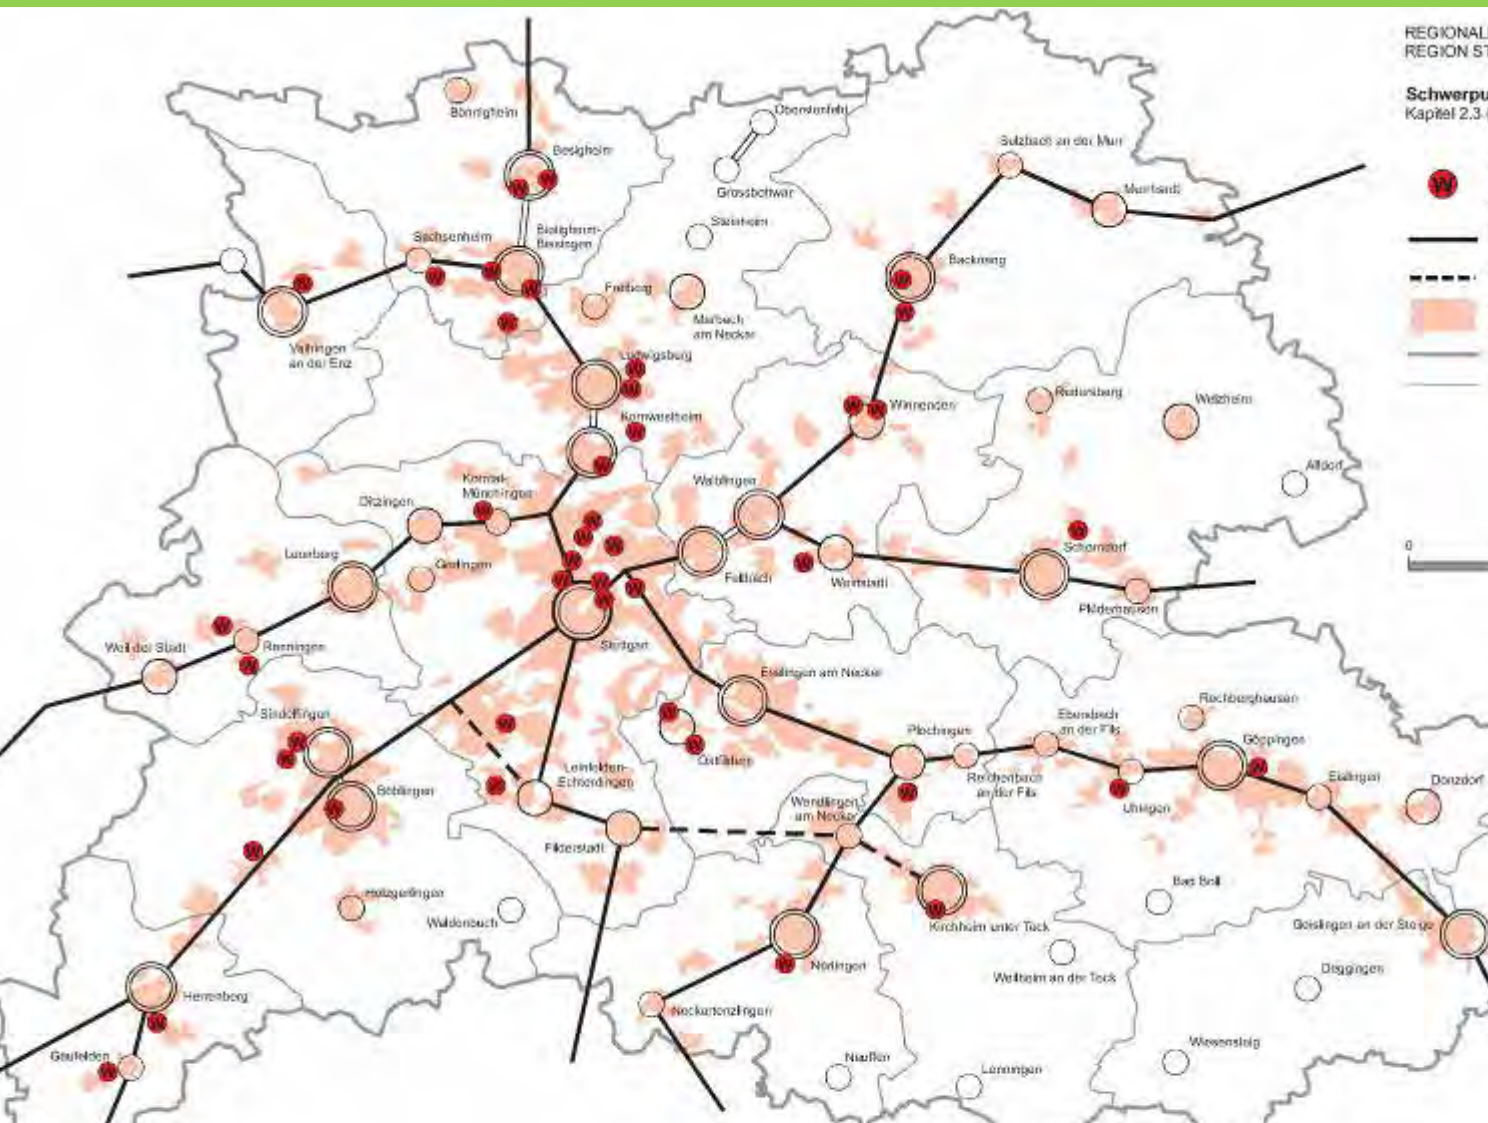 REGIONAL
REGION ST
Schwerpu
Kapitel 2.3
W
0
Bönnigheim
Besigheim
Oberstenfeld
Grossbottwar
Steinheim
Sulzbach an der Murr
Murrhardt
Sachsenheim
Bietigheim-
Bissingen
Backnang
Freiberg
Marbach
am Neckar
Vaihingen
an der Enz
Ludwigsburg
Kornwestheim
Winnenden
Rudersberg
Welzheim
Alfdorf
Waiblingen
Korntal-
Münchingen
Ditzingen
Leonberg
Gerlingen
Fellbach
Weinstadt
Schorndorf
Plüderhausen
Weil der Stadt
Renningen
Stuttgart
Esslingen am Neckar
Sindelfingen
Böblingen
Leinfelden-
Echterdingen
Ostfildern
Plochingen
Reichenbach
an der Fils
Ebersbach
an der Fils
Rechberghausen
Göppingen
Uhingen
Eislingen
Donzdorf
Wendlingen
am Neckar
Filderstadt
Holzgerlingen
Waldenbuch
Kirchheim unter Teck
Bad Boll
Geislingen an der Steige
Weilheim an der Teck
Deggingen
Nürtingen
Herrenberg
Neckartenzlingen
Gäufelden
Neuffen
Lenningen
Wiesensteig